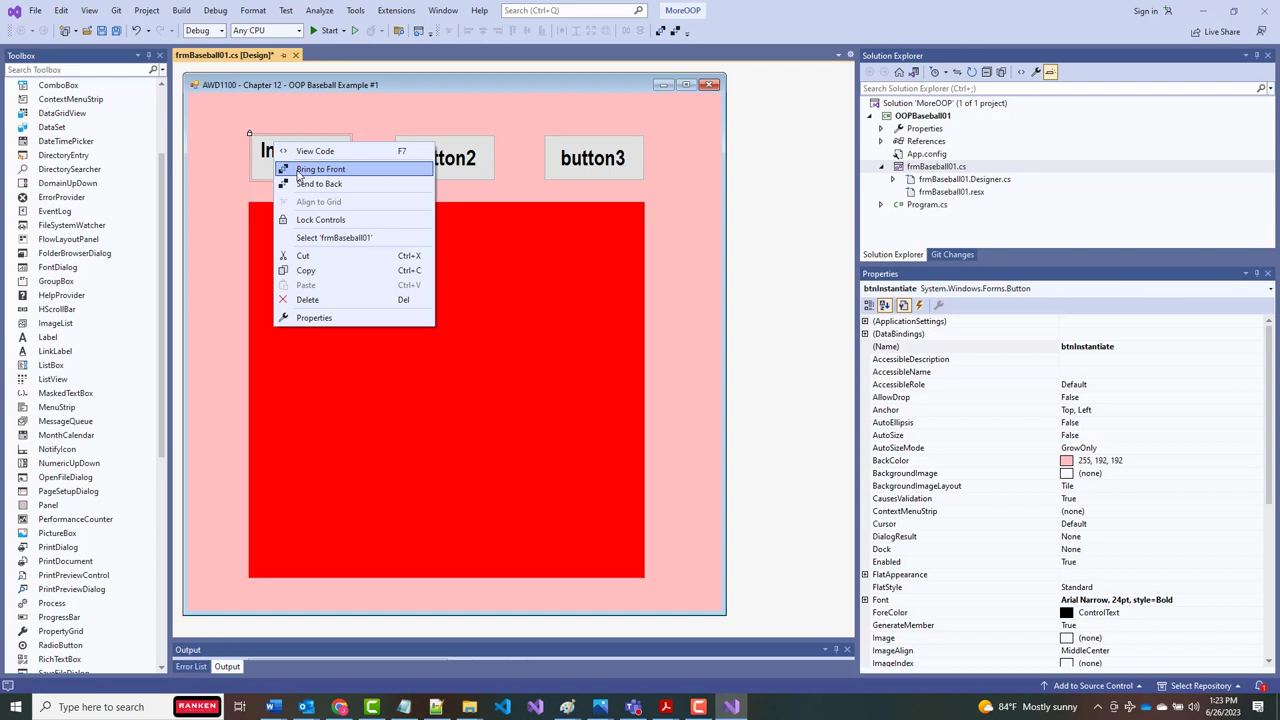 File
Edit
View
Git
Project
Build
Debug
Format
Test
Analyze
Tools
Extensions
Window
Help
Search (Ctrl+Q)
MoreOOP
Sign in
Debug
Any CPU
Start
Live Share
Toolbox
Search Toolbox
ComboBox
ContextMenuStrip
DataGridView
DataSet
DateTimePicker
DirectoryEntry
DirectorySearcher
DomainUpDown
ErrorProvider
EventLog
FileSystemWatcher
FlowLayoutPanel
FolderBrowserDialog
FontDialog
GroupBox
HelpProvider
HScrollBar
ImageList
Label
LinkLabel
ListBox
ListView
MaskedTextBox
MenuStrip
MessageQueue
MonthCalendar
NotifyIcon
NumericUpDown
OpenFileDialog
PageSetupDialog
Panel
PerformanceCounter
PictureBox
PrintDialog
PrintDocument
PrintPreviewControl
PrintPreviewDialog
Process
ProgressBar
PropertyGrid
RadioButton
RichTextBox
SaveFileDialog
frmBaseball01.cs [Design]*
AWD1100 - Chapter 12 - OOP Baseball Example #1
In
tton2
button3
View Code F7
Bring to Front
Send to Back
Align to Grid
Lock Controls
Select 'frmBaseball01'
Cut Ctrl+X
Copy Ctrl+C
Paste Ctrl+V
Delete Del
Properties
Output
Error List
Output
Solution Explorer
Search Solution Explorer (Ctrl+;)
Solution 'MoreOOP' (1 of 1 project)
OOPBaseball01
Properties
References
App.config
frmBaseball01.cs
frmBaseball01.Designer.cs
frmBaseball01.resx
Program.cs
Solution Explorer
Git Changes
Properties
btnInstantiate System.Windows.Forms.Button
(ApplicationSettings)
(DataBindings)
(Name) btnInstantiate
AccessibleDescription
AccessibleName
AccessibleRole Default
AllowDrop False
Anchor Top, Left
AutoEllipsis False
AutoSize False
AutoSizeMode GrowOnly
BackColor 255, 192, 192
BackgroundImage (none)
BackgroundImageLayout Tile
CausesValidation True
ContextMenuStrip (none)
Cursor Default
DialogResult None
Dock None
Enabled True
FlatAppearance
FlatStyle Standard
Font Arial Narrow, 24pt, style=Bold
ForeColor ControlText
GenerateMember True
Image (none)
ImageAlign MiddleCenter
ImageIndex (none)
Add to Source Control
Select Repository
1
Type here to search
RANKEN
84°F Mostly sunny
1:23 PM
6/26/2023